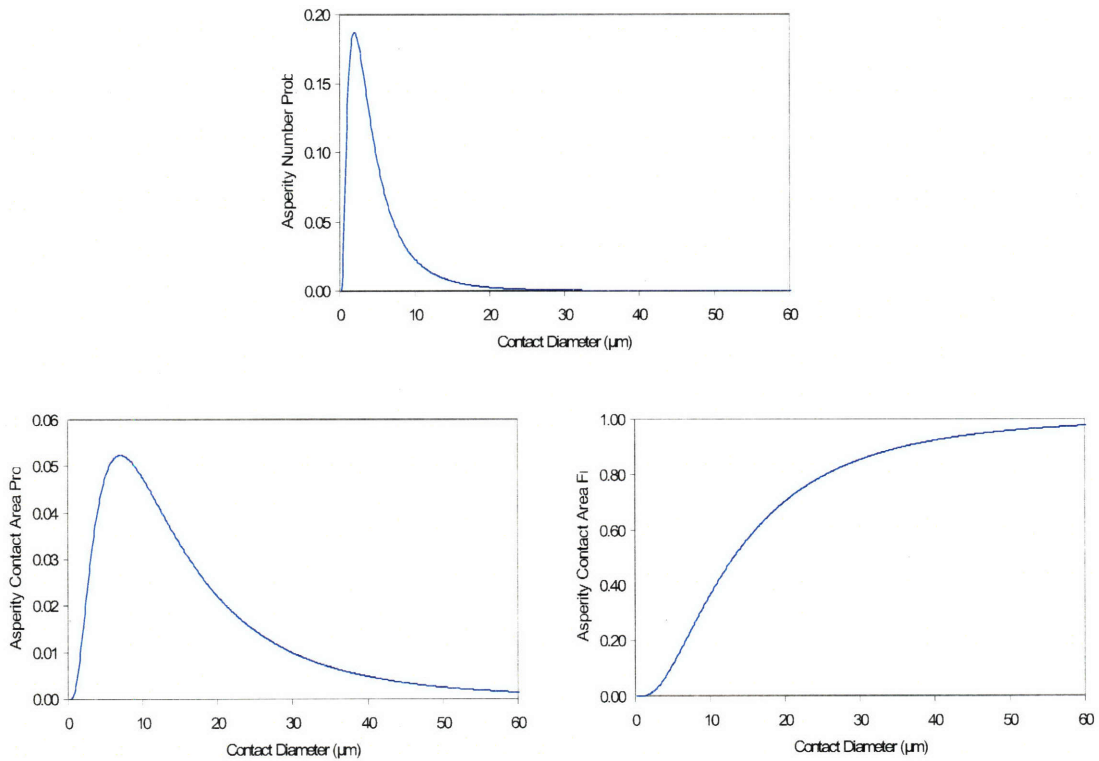 0.20
0.15
0.10
0.05
0.00
Asperity Number Prob
0 10 20 30 40 50 60
Contact Diameter (µm)
0.06
0.05
0.04
0.03
0.02
0.01
0.00
Asperity Contact Area Pro
0 10 20 30 40 50 60
Contact Diameter (µm)
1.00
0.80
0.60
0.40
0.20
0.00
Asperity Contact Area Fr
0 10 20 30 40 50 60
Contact Diameter (µm)